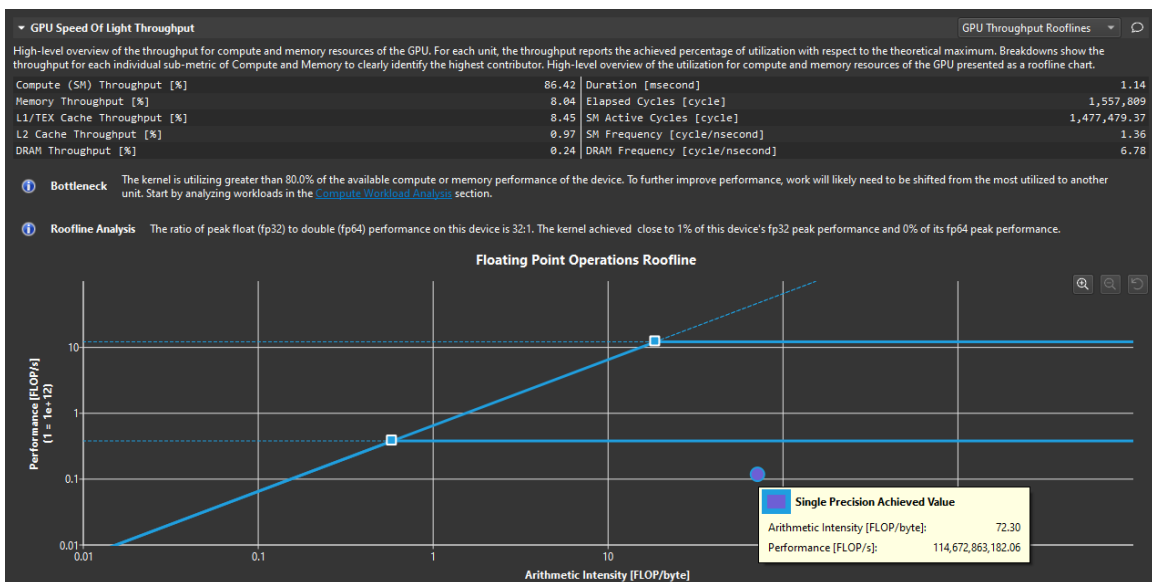 GPU Speed Of Light Throughput
GPU Throughput Rooflines
High-level overview of the throughput for compute and memory resources of the GPU. For each unit, the throughput reports the achieved percentage of utilization with respect to the theoretical maximum. Breakdowns show the
throughput for each individual sub-metric of Compute and Memory to clearly identify the highest contributor. High-level overview of the utilization for compute and memory resources of the GPU presented as a roofline chart.
Compute (SM) Throughput [%] 86.42 Duration [msecond] 1.14
Memory Throughput [%] 8.04 Elapsed Cycles [cycle] 1,557,809
L1/TEX Cache Throughput [%] 8.45 SM Active Cycles [cycle] 1,477,479.37
L2 Cache Throughput [%] 0.97 SM Frequency [cycle/nsecond] 1.36
DRAM Throughput [%] 0.24 DRAM Frequency [cycle/nsecond] 6.78
Bottleneck The kernel is utilizing greater than 80.0% of the available compute or memory performance of the device. To further improve performance, work will likely need to be shifted from the most utilized to another
unit. Start by analyzing workloads in the Compute Workload Analysis section.
Roofline Analysis The ratio of peak float (fp32) to double (fp64) performance on this device is 32:1. The kernel achieved close to 1% of this device's fp32 peak performance and 0% of its fp64 peak performance.
Floating Point Operations Roofline
Performance [FLOP/s]
(1 = 1e+12)
10
1
0.1
0.01
0.01 0.1 1 10
Arithmetic Intensity [FLOP/byte]
Single Precision Achieved Value
Arithmetic Intensity [FLOP/byte]: 72.30
Performance [FLOP/s]: 114,672,863,182.06